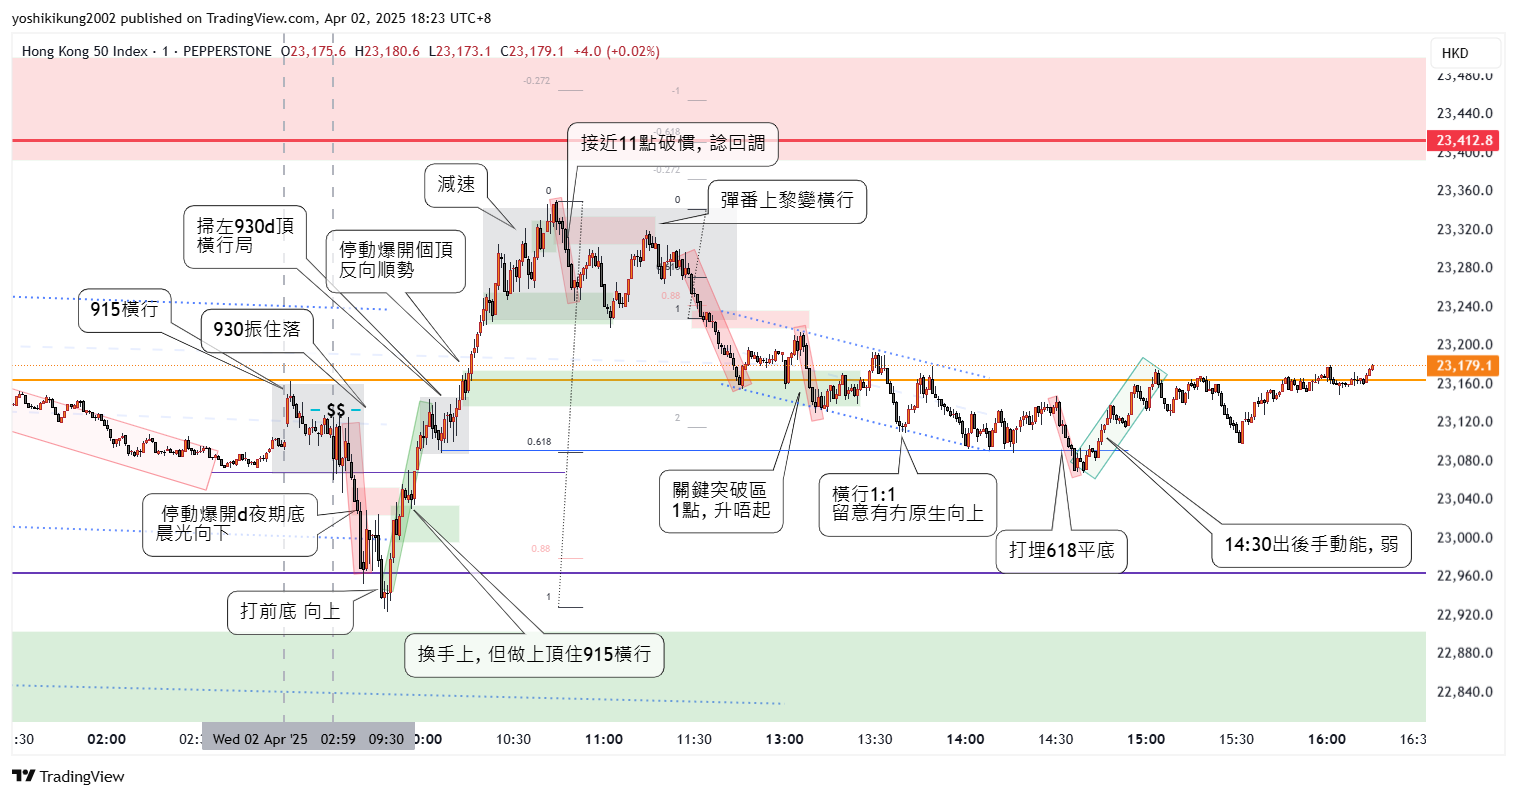 yoshikikung2002 published on TradingView.com, Apr 02, 2025 18:23 UTC+8
Hong Kong 50 Index · 1 · PEPPERSTONE O23,175.6 H23,180.6 L23,173.1 C23,179.1 +4.0 (+0.02%)
HKD
23,480.0
23,440.0
23,412.8
23,400.0
23,360.0
23,320.0
23,280.0
23,240.0
23,200.0
23,179.1
23,160.0
23,120.0
23,080.0
23,040.0
23,000.0
22,960.0
22,920.0
22,880.0
22,840.0
-0.272
-1
-0.618
-0.272
0
0
0.88
1
2
0.618
0.88
1
接近11點破慣, 諗回調
減速
彈番上黎變橫行
掃左930d頂
橫行局
停動爆開個頂
反向順勢
915橫行
930振住落
$$
停動爆開d夜期底
晨光向下
打前底 向上
換手上, 但做上頂住915橫行
關鍵突破區
1點, 升唔起
橫行1:1
留意有冇原生向上
打埋618平底
14:30出後手動能, 弱
:30
02:00
02:
Wed 02 Apr '25 02:59
09:30
0:00
10:30
11:00
11:30
13:00
13:30
14:00
14:30
15:00
15:30
16:00
16:3
TradingView